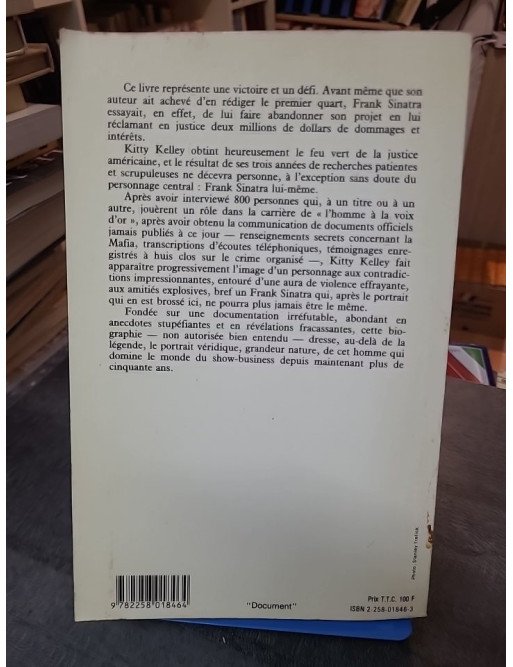 Ce livre représente une victoire et un défi. Avant même que son
auteur ait achevé d'en rédiger le premier quart, Frank Sinatra
essayait, en effet, de lui faire abandonner son projet en lui
réclamant en justice deux millions de dollars de dommages et
intérêts.
Kitty Kelley obtint heureusement le feu vert de la justice
américaine, et le résultat de ses trois années de recherches patientes
et scrupuleuses ne décevra personne, à l'exception sans doute du
personnage central : Frank Sinatra lui-même.
Après avoir interviewé 800 personnes qui, à un titre ou à un
autre, jouèrent un rôle dans la carrière de « l'homme à la voix
d'or », après avoir obtenu la communication de documents officiels
jamais publiés à ce jour — renseignements secrets concernant la
Mafia, transcriptions d'écoutes téléphoniques, témoignages enre-
gistrés à huis clos sur le crime organisé —, Kitty Kelley fait
apparaître progressivement l'image d'un personnage aux contradic-
tions impressionnantes, entouré d'une aura de violence effrayante,
aux amitiés explosives, bref un Frank Sinatra qui, après le portrait
qui en est brossé ici, ne pourra plus jamais être le même.
Fondée sur une documentation irréfutable, abondant en
anecdotes stupéfiantes et en révélations fracassantes, cette bio-
graphie — non autorisée bien entendu — dresse, au-delà de la
légende, le portrait véridique, grandeur nature, de cet homme qui
domine le monde du show-business depuis maintenant plus de
cinquante ans.
Photo : Stanley
9 782258 018464
"Document"
Prix T.T.C. 100 F
ISBN 2-258-01846-3